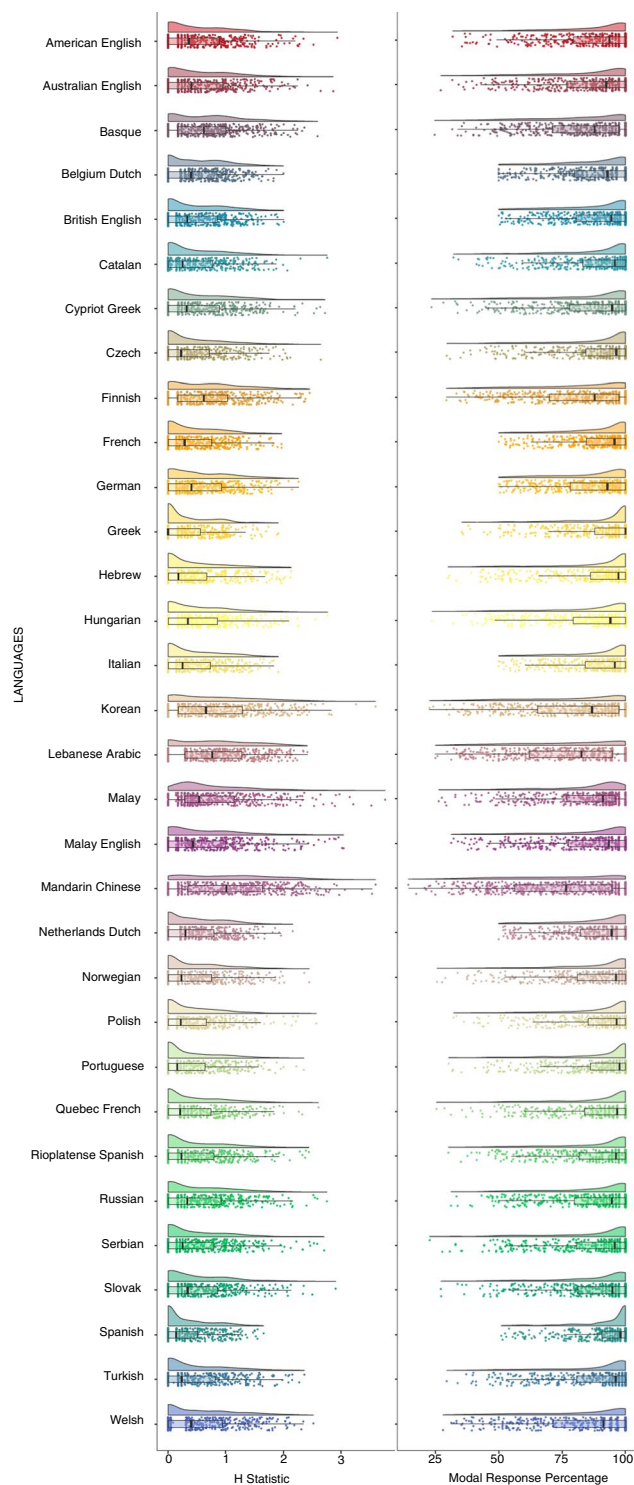 American English
Australian English
Basque
Belgium Dutch
British English
Catalan
Cypriot Greek
Czech
Finnish
French
German
Greek
Hebrew
Hungarian
Italian
Korean
Lebanese Arabic
Malay
Malay English
Mandarin Chinese
Netherlands Dutch
Norwegian
Polish
Portuguese
Quebec French
Rioplatense Spanish
Russian
Serbian
Slovak
Spanish
Turkish
Welsh
LANGUAGES
0 1 2 3
H Statistic
25 50 75 100
Modal Response Percentage